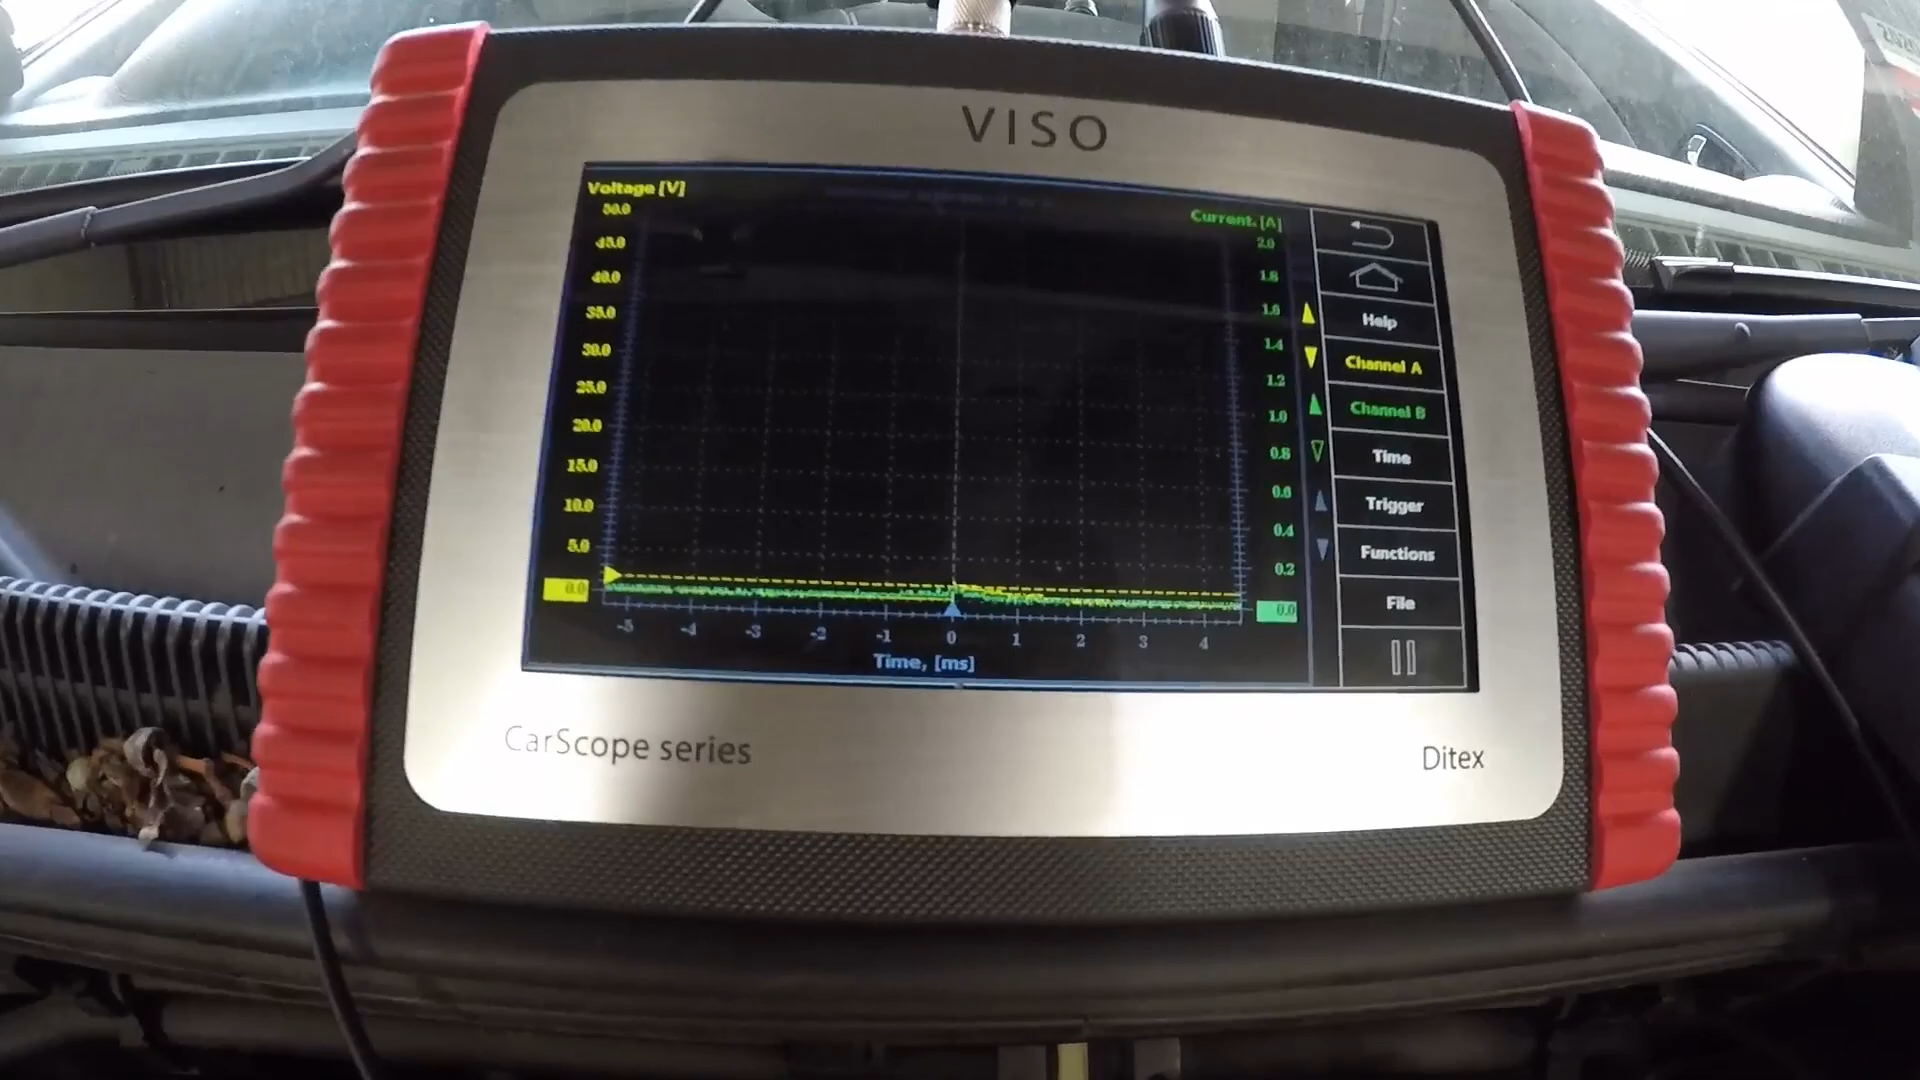 VISO
Voltage [V]
Current. [A]
50.0
45.0
40.0
35.0
30.0
25.0
20.0
15.0
10.0
5.0
0.0
2.0
1.8
1.6
1.4
1.2
1.0
0.8
0.6
0.4
0.2
0.0
-5 -4 -3 -2 -1 0 1 2 3 4
Time, [ms]
Help
Channel A
Channel B
Time
Trigger
Functions
File
CarScope series
Ditex